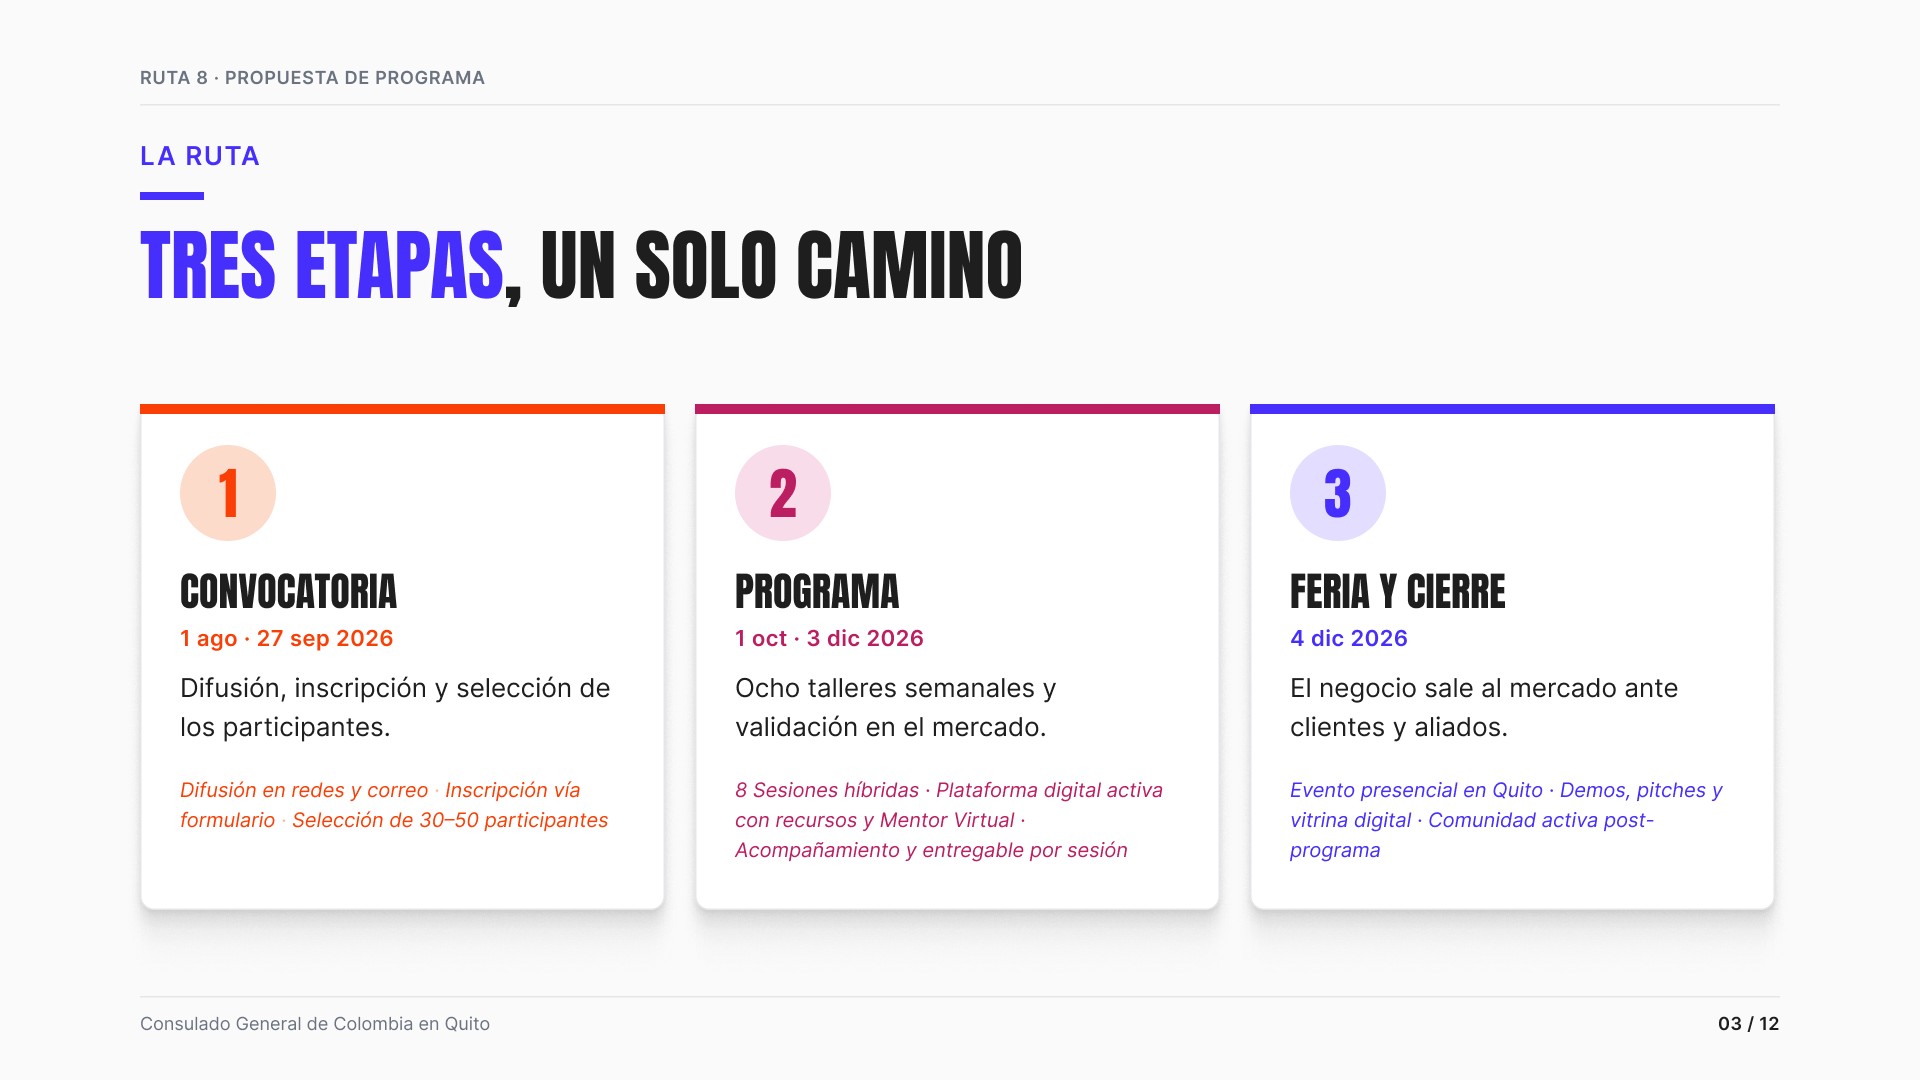 RUTA 8 · PROPUESTA DE PROGRAMA
LA RUTA
TRES ETAPAS, UN SOLO CAMINO
1
CONVOCATORIA
1 ago · 27 sep 2026
Difusión, inscripción y selección de
los participantes.
Difusión en redes y correo · Inscripción vía
formulario · Selección de 30–50 participantes
2
PROGRAMA
1 oct · 3 dic 2026
Ocho talleres semanales y
validación en el mercado.
8 Sesiones híbridas · Plataforma digital activa
con recursos y Mentor Virtual ·
Acompañamiento y entregable por sesión
3
FERIA Y CIERRE
4 dic 2026
El negocio sale al mercado ante
clientes y aliados.
Evento presencial en Quito · Demos, pitches y
vitrina digital · Comunidad activa post-
programa
Consulado General de Colombia en Quito
03 / 12